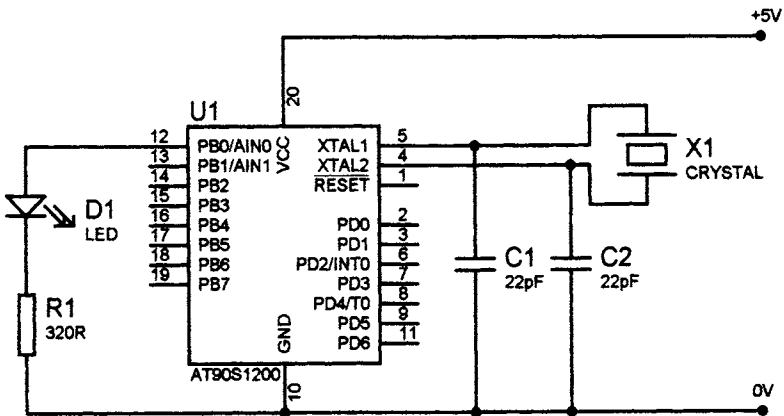 +5V
U1
20
12 PB0/AIN0 VCC XTAL1 5
13 PB1/AIN1 XTAL2 4
14 PB2 RESET 1
15 PB3
16 PB4 PD0 2
17 PB5 PD1 3
18 PB6 PD2/INT0 6
19 PB7 PD3 7
PD4/T0 8
PD5 9
PD6 11
GND
AT90S1200
10
D1
LED
R1
320R
X1
CRYSTAL
C1
22pF
C2
22pF
0V